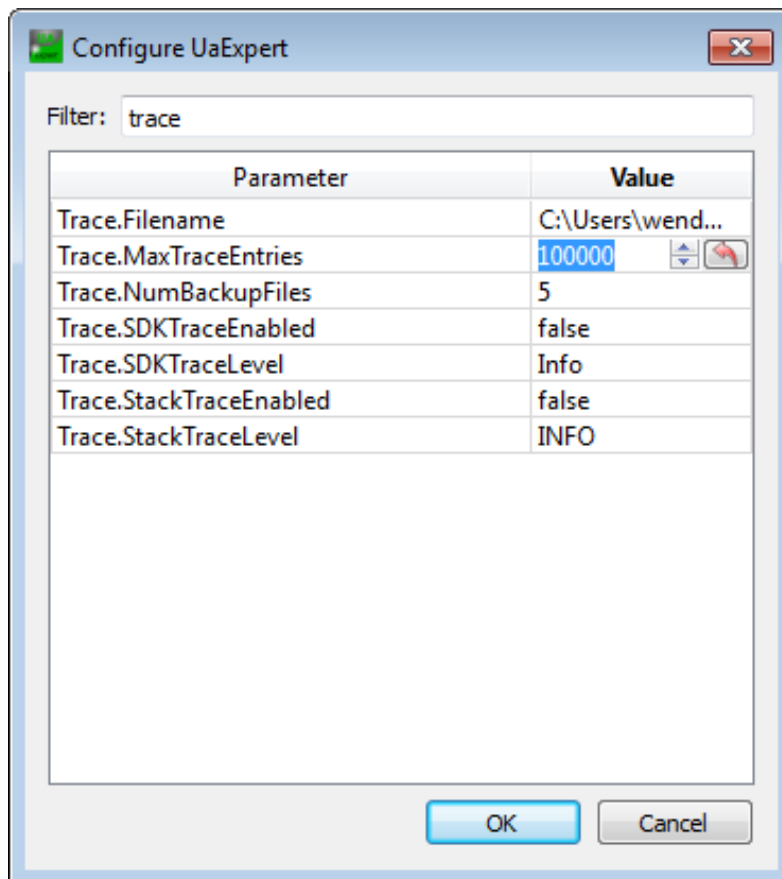 Configure UaExpert
Filter: trace
Parameter Value
Trace.Filename C:\Users\wend...
Trace.MaxTraceEntries 100000
Trace.NumBackupFiles 5
Trace.SDKTraceEnabled false
Trace.SDKTraceLevel Info
Trace.StackTraceEnabled false
Trace.StackTraceLevel INFO
OK Cancel